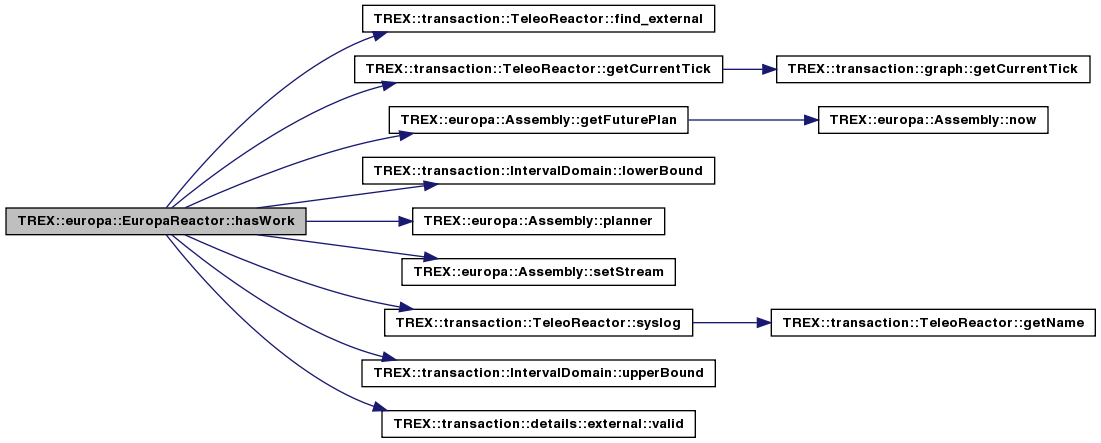 TREX::transaction::TeleoReactor::find_external
TREX::transaction::TeleoReactor::getCurrentTick
TREX::transaction::graph::getCurrentTick
TREX::europa::Assembly::getFuturePlan
TREX::europa::Assembly::now
TREX::transaction::IntervalDomain::lowerBound
TREX::europa::EuropaReactor::hasWork
TREX::europa::Assembly::planner
TREX::europa::Assembly::setStream
TREX::transaction::TeleoReactor::syslog
TREX::transaction::TeleoReactor::getName
TREX::transaction::IntervalDomain::upperBound
TREX::transaction::details::external::valid